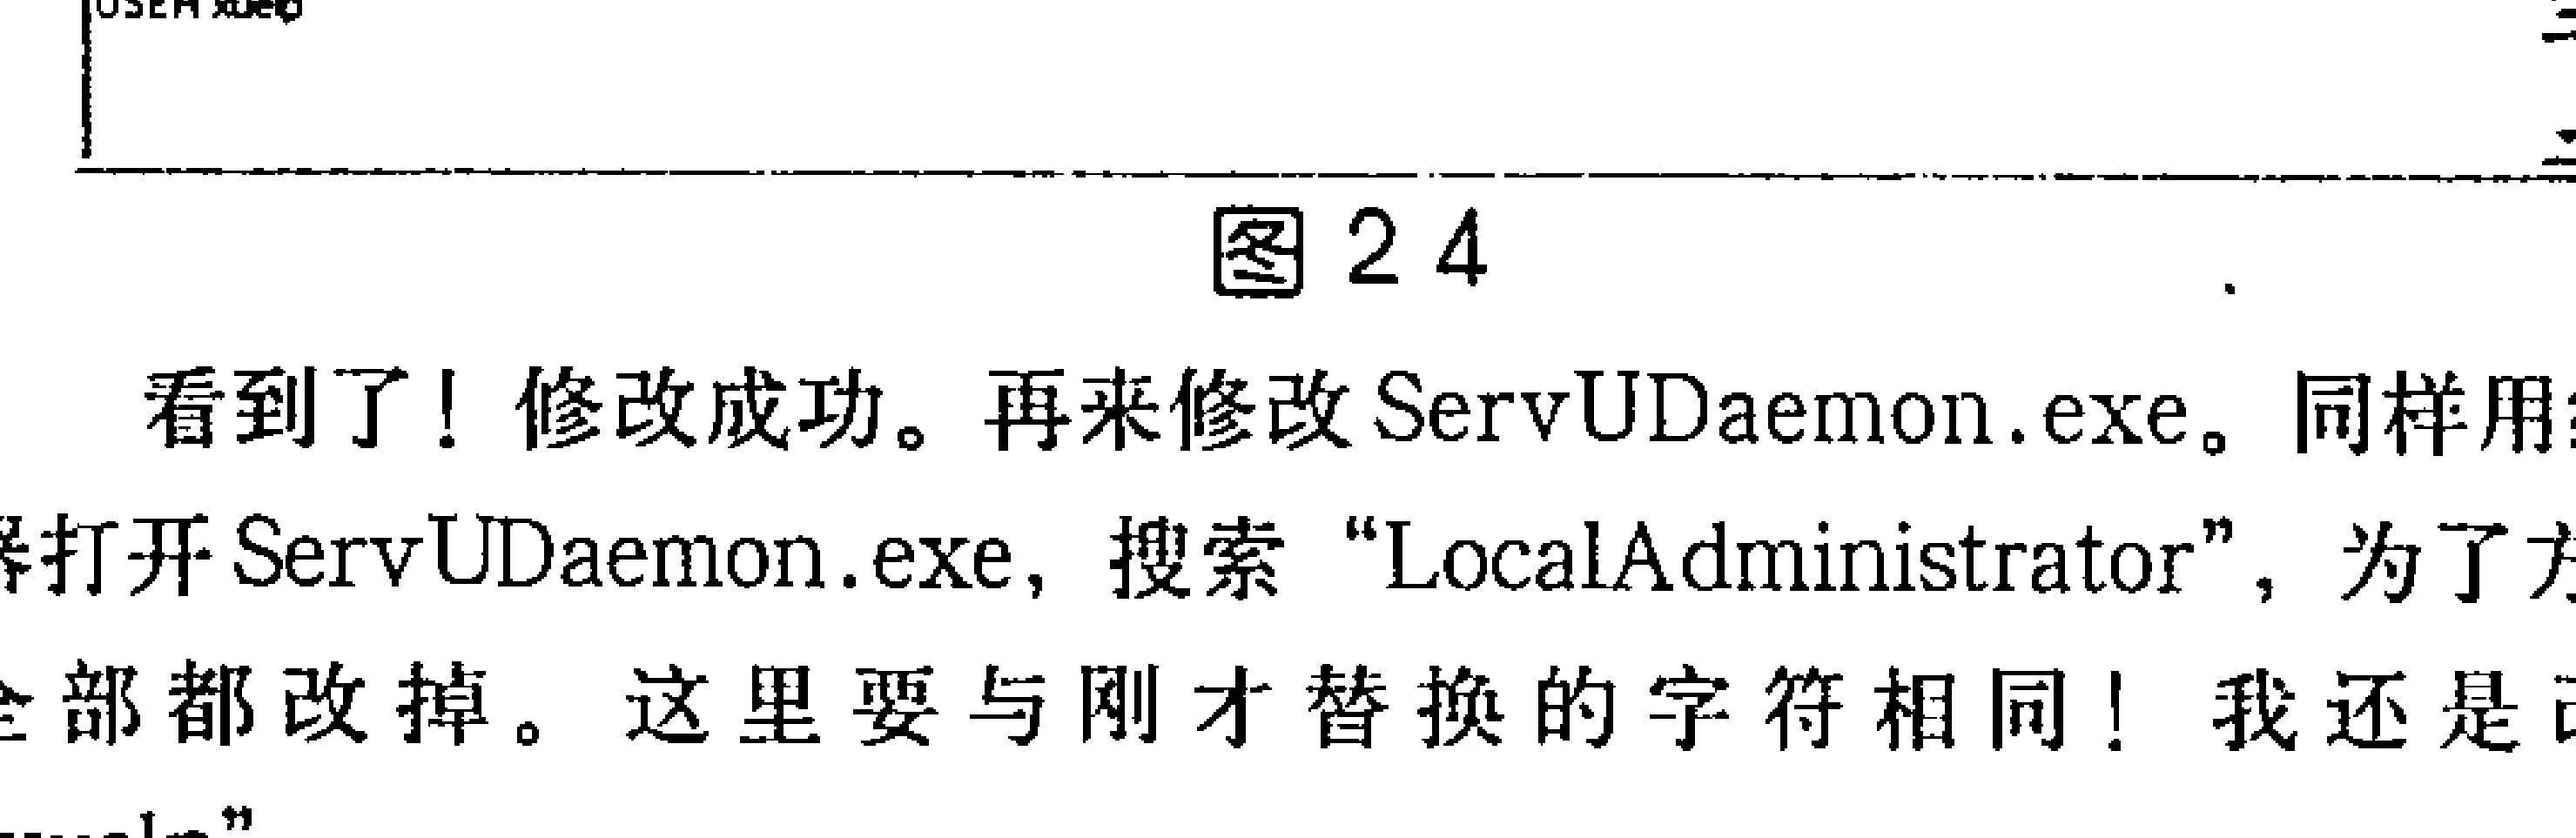 图 2 4
看到了！修改成功。再来修改ServUDaemon.exe。同样用
器打开ServUDaemon.exe，搜索“LocalAdministrator”，为了方
全部都改掉。这里要与刚才替换的字符相同！我还是